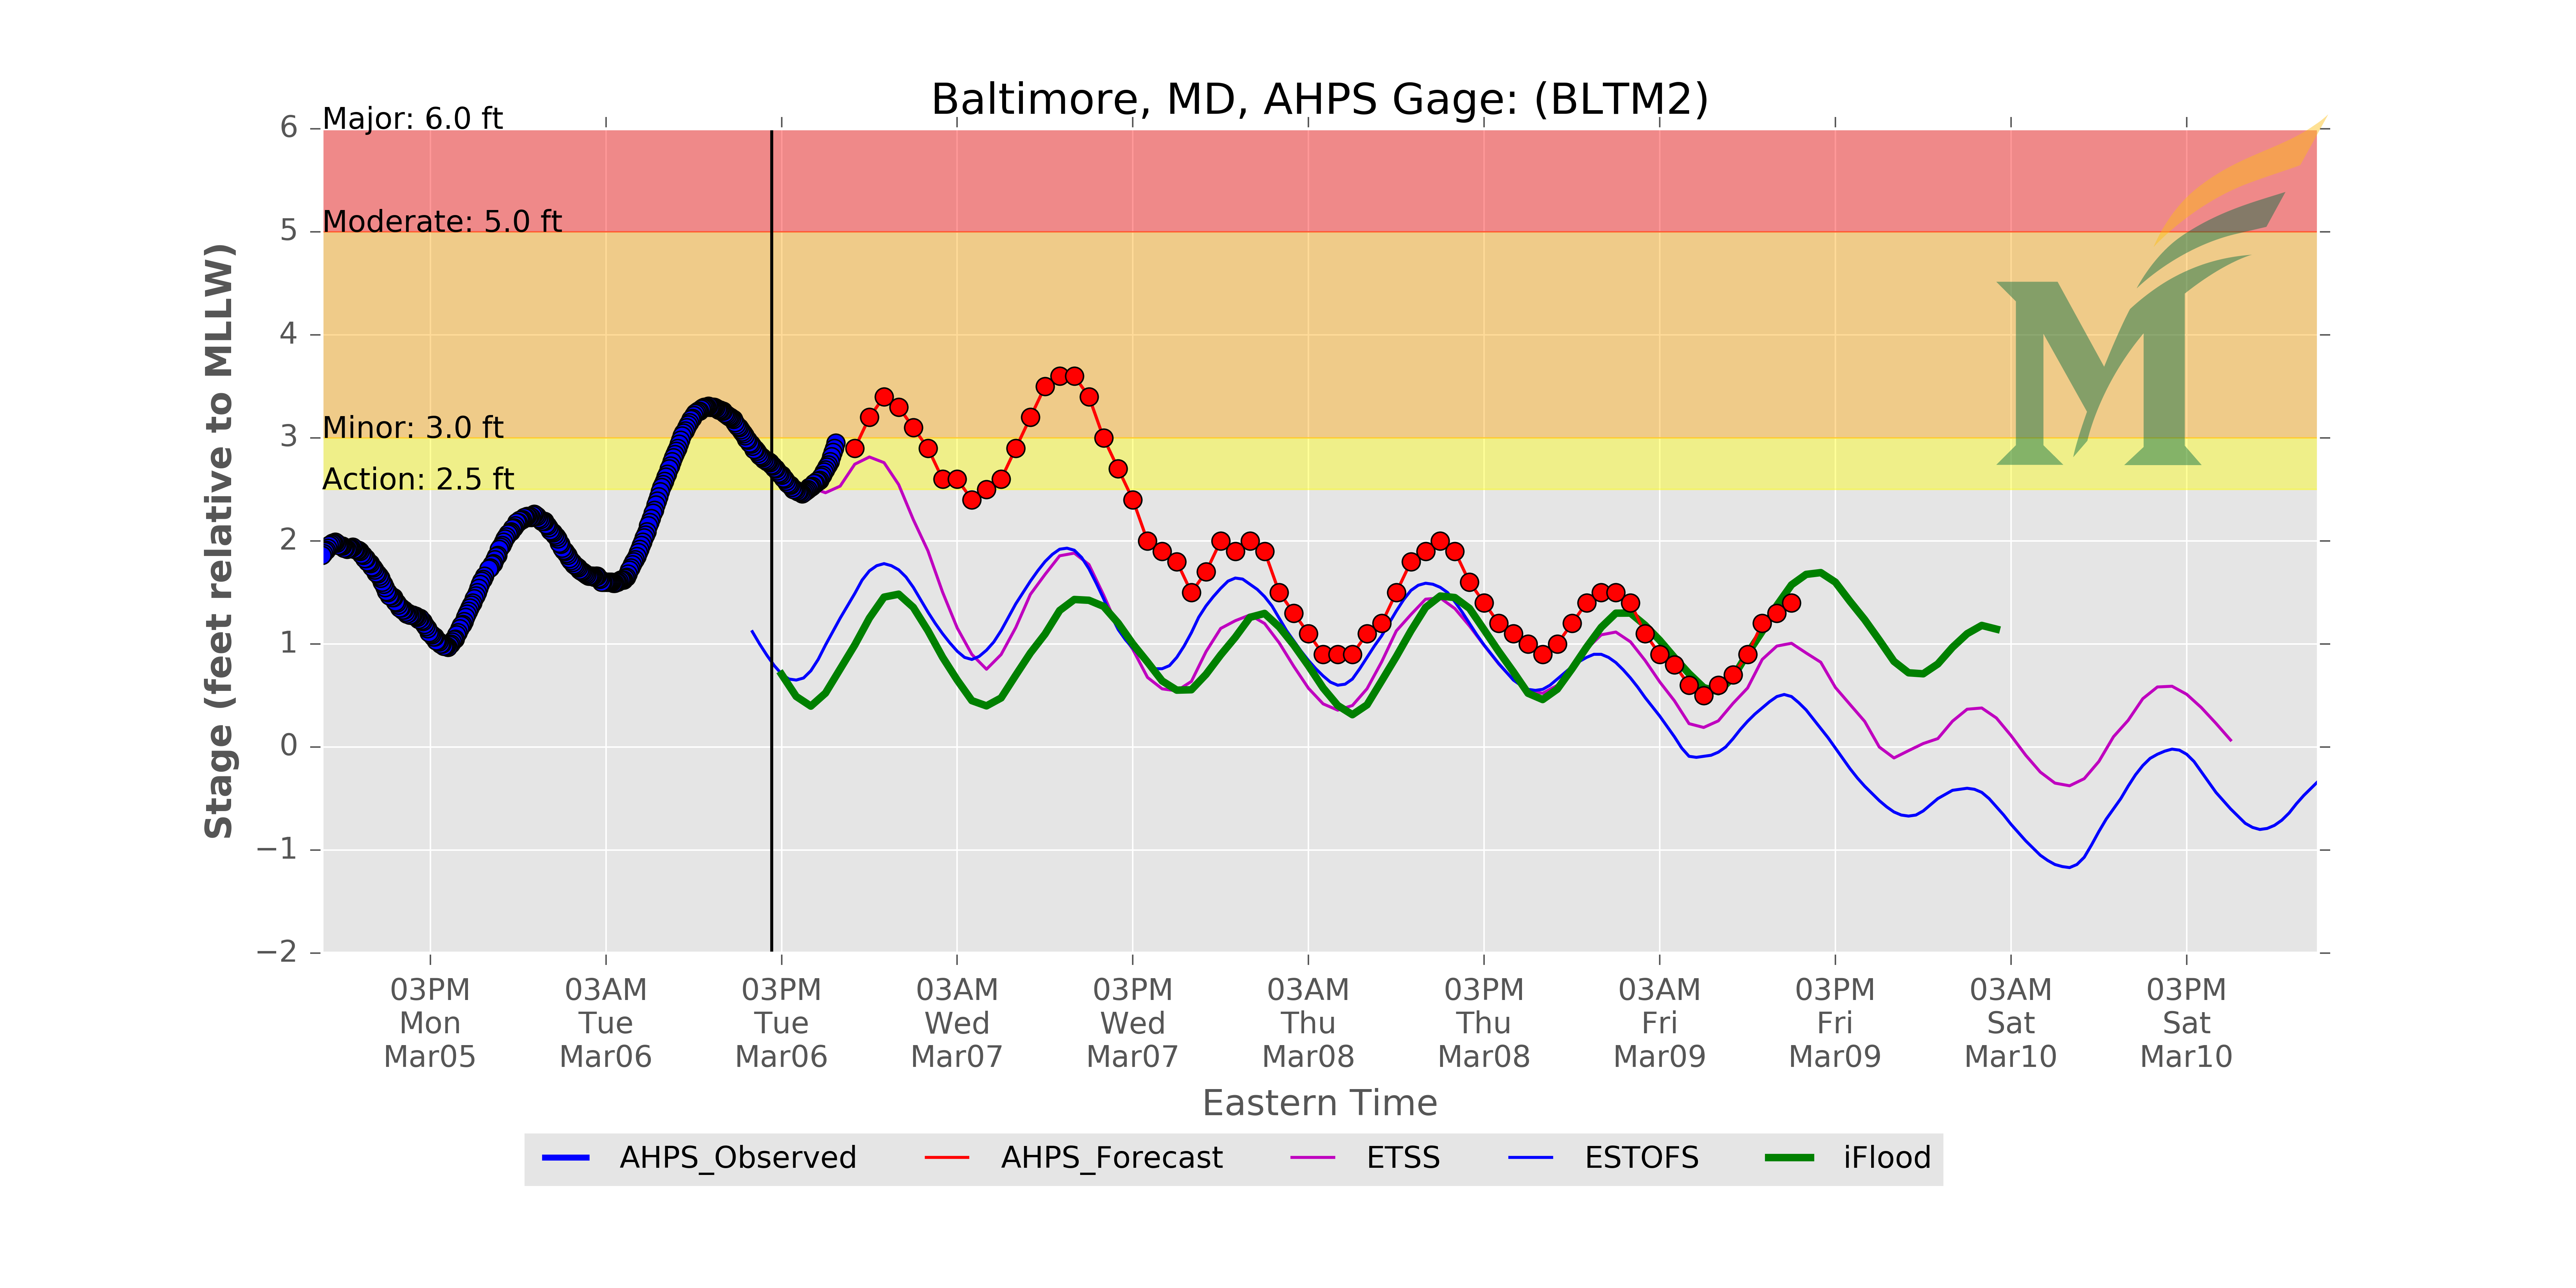 Baltimore, MD, AHPS Gage: (BLTM2)
Major: 6.0 ft
Moderate: 5.0 ft
Minor: 3.0 ft
Action: 2.5 ft
Stage (feet relative to MLLW)
6
5
4
3
2
1
0
−1
−2
03PM 03AM 03PM 03AM 03PM 03AM 03PM 03AM 03PM 03AM 03PM
Mon Tue Tue Wed Wed Thu Thu Fri Fri Sat Sat
Mar05 Mar06 Mar06 Mar07 Mar07 Mar08 Mar08 Mar09 Mar09 Mar10 Mar10
Eastern Time
AHPS_Observed AHPS_Forecast ETSS ESTOFS iFlood
M